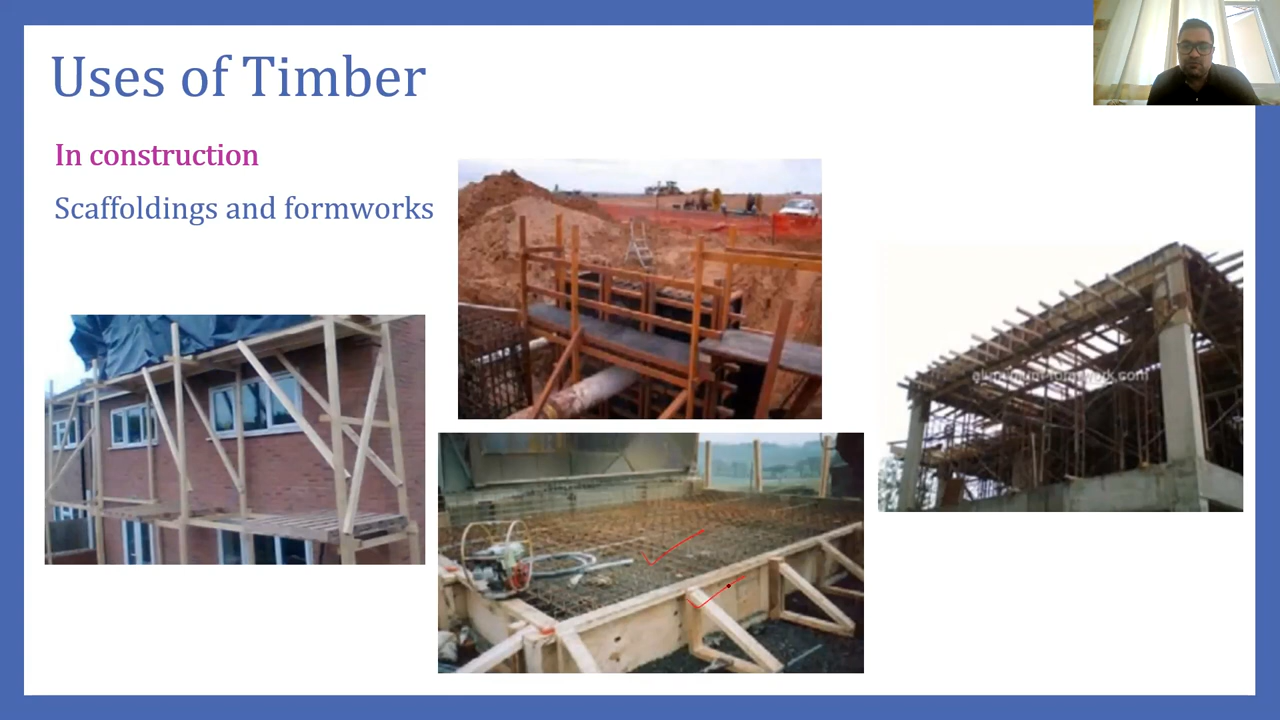 Uses of Timber
In construction
Scaffoldings and formworks